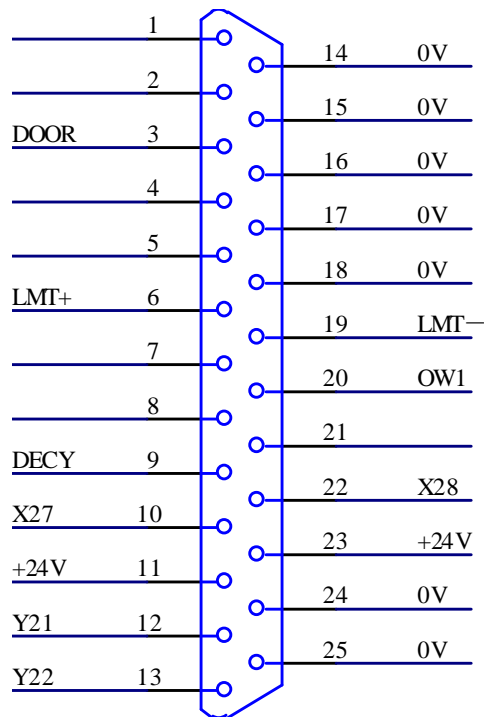 1
2
DOOR 3
4
5
LMT+ 6
7
8
DECY 9
X27 10
+24V 11
Y21 12
Y22 13
14 0V
15 0V
16 0V
17 0V
18 0V
19 LMT—
20 OW1
21
22 X28
23 +24V
24 0V
25 0V